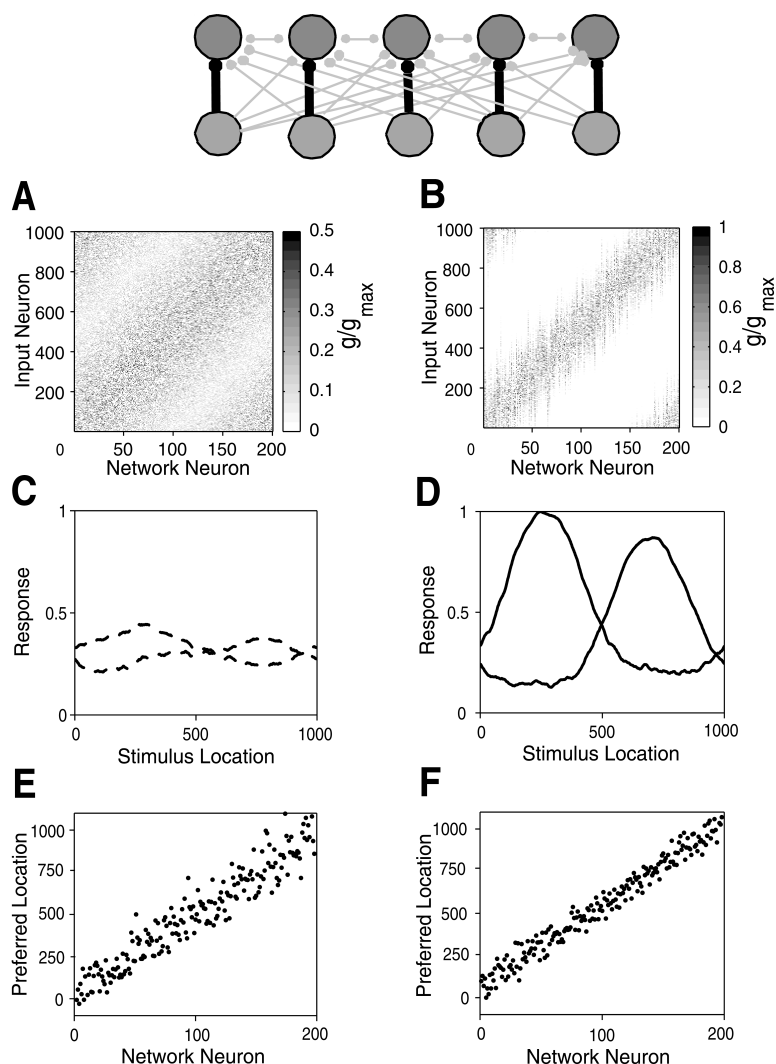 A
B
1000
800
600
400
200
0
50 100 150 200
Input Neuron
Network Neuron
0.5
0.4
0.3
0.2
0.1
0
g/g max
1000
800
600
400
200
0
50 100 150 200
Input Neuron
Network Neuron
1
0.8
0.6
0.4
0.2
0
g/g max
C
D
1
0.5
0
Response
0 500 1000
Stimulus Location
1
0.5
0
Response
0 500 1000
Stimulus Location
E
F
1000
750
500
250
0
Preferred Location
0 100 200
Network Neuron
1000
750
500
250
0
Preferred Location
0 100 200
Network Neuron